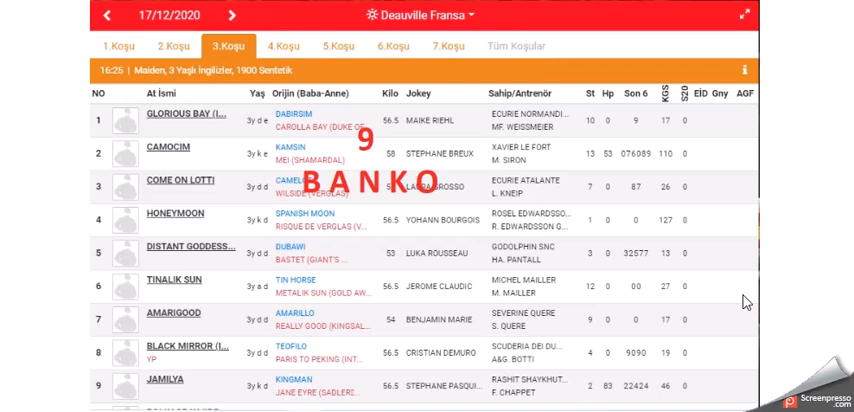 17/12/2020 Deauville Fransa
1.Koşu 2.Koşu 3.Koşu 4.Koşu 5.Koşu 6.Koşu 7.Koşu Tüm Koşular
16:25 | Maiden, 3 Yaşlı İngilizler, 1900 Sentetik
NO At İsmi Yaş Orijin (Baba-Anne) Kilo Jokey Sahip/Antrenör St Hp Son 6 KGS S20 EİD Gny AGF
1 GLORIOUS BAY (I... 3y d e DABIRSIM 56.5 MAIKE RIEHL ECURIE NORMANDI... 10 0 9 17 0
CAROLLA BAY (DUKE OF MF. WEISSMEIER
9
2 CAMOCIM 3y k e KAMSIN 58 STEPHANE BREUX XAVIER LE FORT 13 53 076089 110 0
MEI (SHAMARDAL) M. SIRON
BANKO
3 COME ON LOTTI 3y d d GROSSO ECURIE ATALANTE 7 0 87 26 0
WILSIDE (VERGLAS) L. KNEIP
4 HONEYMOON 3y k d SPANISH MOON 56.5 YOHANN BOURGOIS ROSEL EDWARDSSO... 1 0 0 127 0
RISQUE DE VERGLAS (V... R. EDWARDSSON G...
5 DISTANT GODDESS... 3y d d DUBAWI 53 LUKA ROUSSEAU GODOLPHIN SNC 3 0 32577 13 0
BASTET (GIANT'S ... HA. PANTALL
6 TINALIK SUN 3y a d TIN HORSE 56.5 JEROME CLAUDIC MICHEL MAILLER 12 0 00 27 0
METALIK SUN (GOLD AW... M. MAILLER
7 AMARIGOOD 3y d d AMARILLO 54 BENJAMIN MARIE SEVERINE QUERE 9 0 0 17 0
REALLY GOOD (KINGSAL... S. QUERE
8 BLACK MIRROR (I... 3y d d TEOFILO 56.5 CRISTIAN DEMURO SCUDERIA DEI DU... 4 0 9090 19 0
YP PARIS TO PEKING (INT... A&G. BOTTI
9 JAMILYA 3y k d KINGMAN 56.5 STEPHANE PASQUI... RASHIT SHAYKHUT... 2 83 22424 46 0
JANE EYRE (SADLER'S... F. CHAPPET
Screenpresso
.com